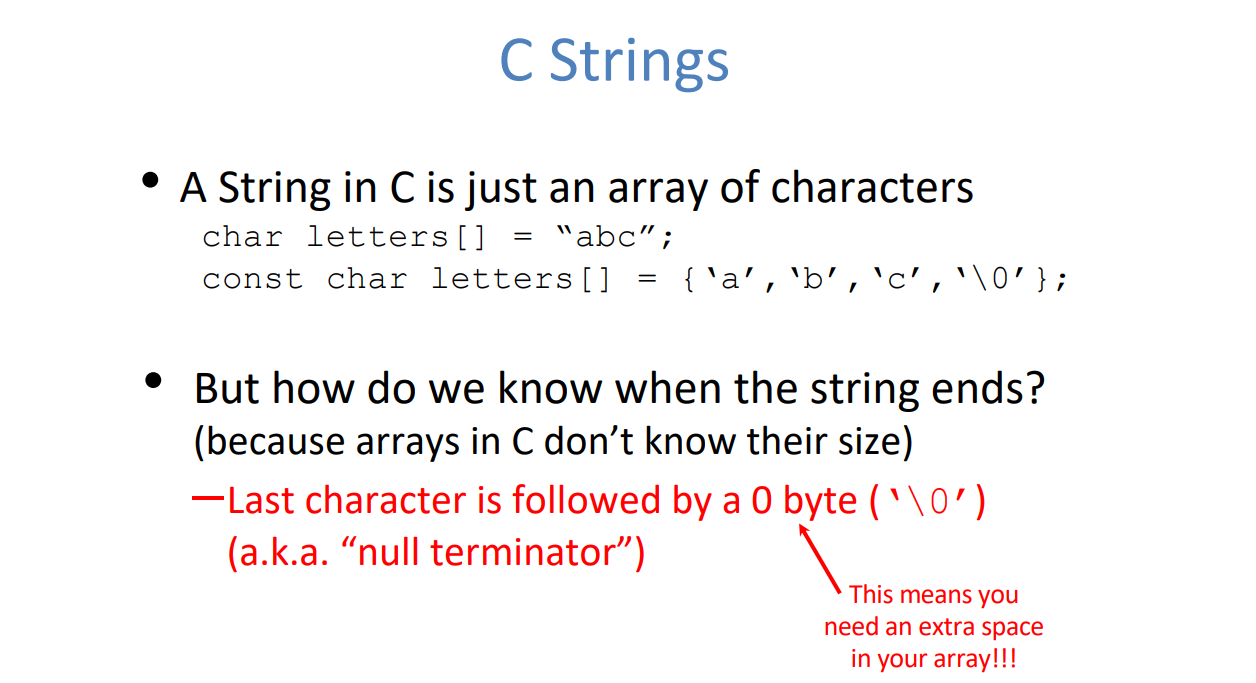 C Strings
• A String in C is just an array of characters
char letters[] = “abc”;
const char letters[] = {‘a’,‘b’,‘c’,‘\0’};
• But how do we know when the string ends?
(because arrays in C don’t know their size)
—Last character is followed by a 0 byte (‘\0’)
(a.k.a. “null terminator”)
This means you
need an extra space
in your array!!!